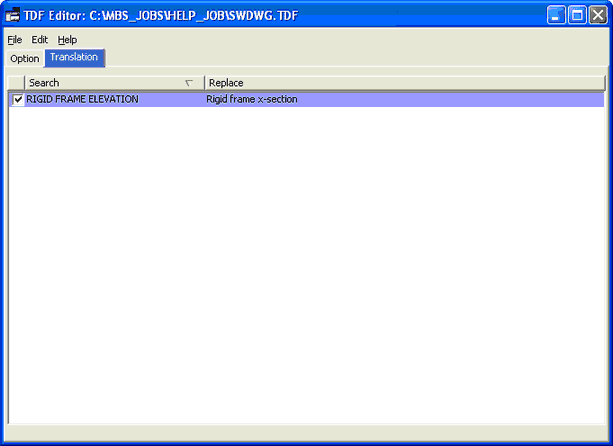 TDF Editor: C:\MBS_JOBS\HELP_JOB\SWDWG.TDF
File Edit Help
Option Translation
Search Replace
RIGID FRAME ELEVATION Rigid frame x-section